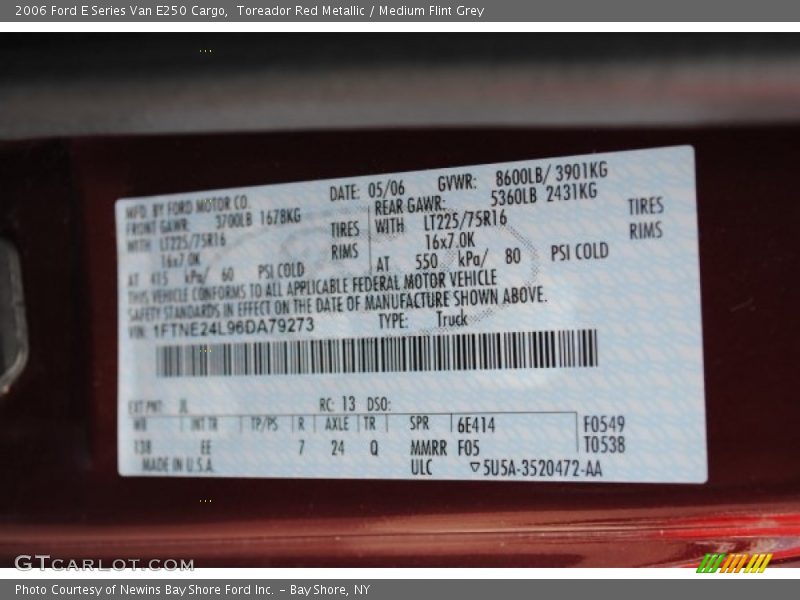 2006 Ford E Series Van E250 Cargo,  Toreador Red Metallic / Medium Flint Grey
MFD. BY FORD MOTOR CO.
DATE: 05/06
GVWR: 8600LB/ 3901KG
FRONT GAWR: 3700LB 1678KG
REAR GAWR: 5360LB 2431KG
WITH LT225/75R16 TIRES
WITH LT225/75R16 TIRES
16x7.0K RIMS
16x7.0K RIMS
AT 415 kPa/ 60 PSI COLD
AT 550 kPa/ 80 PSI COLD
THIS VEHICLE CONFORMS TO ALL APPLICABLE FEDERAL MOTOR VEHICLE
SAFETY STANDARDS IN EFFECT ON THE DATE OF MANUFACTURE SHOWN ABOVE.
VIN: 1FTNE24L96DA79273
TYPE: Truck
EXT PNT: JL RC: 13 DSO:
WB INT TR TP/PS R AXLE TR SPR 6E414 F0549
138 EE 7 24 Q MMRR F05 T0538
MADE IN U.S.A. ULC ▽5U5A-3520472-AA
GTCARLOT.COM
Photo Courtesy of Newins Bay Shore Ford Inc. - Bay Shore, NY